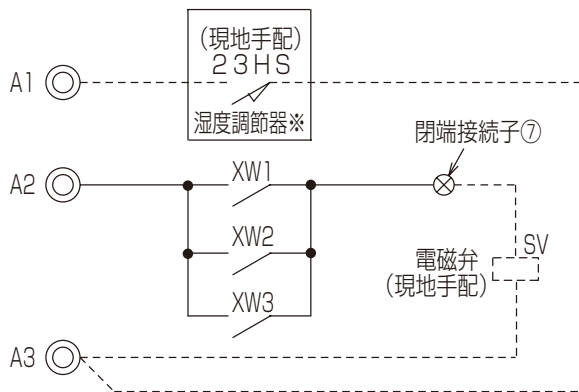 (現地手配)
23HS
A1
湿度調節器※
閉端接続子⑦
A2
XW1
XW2
SV
電磁弁
(現地手配)
XW3
A3